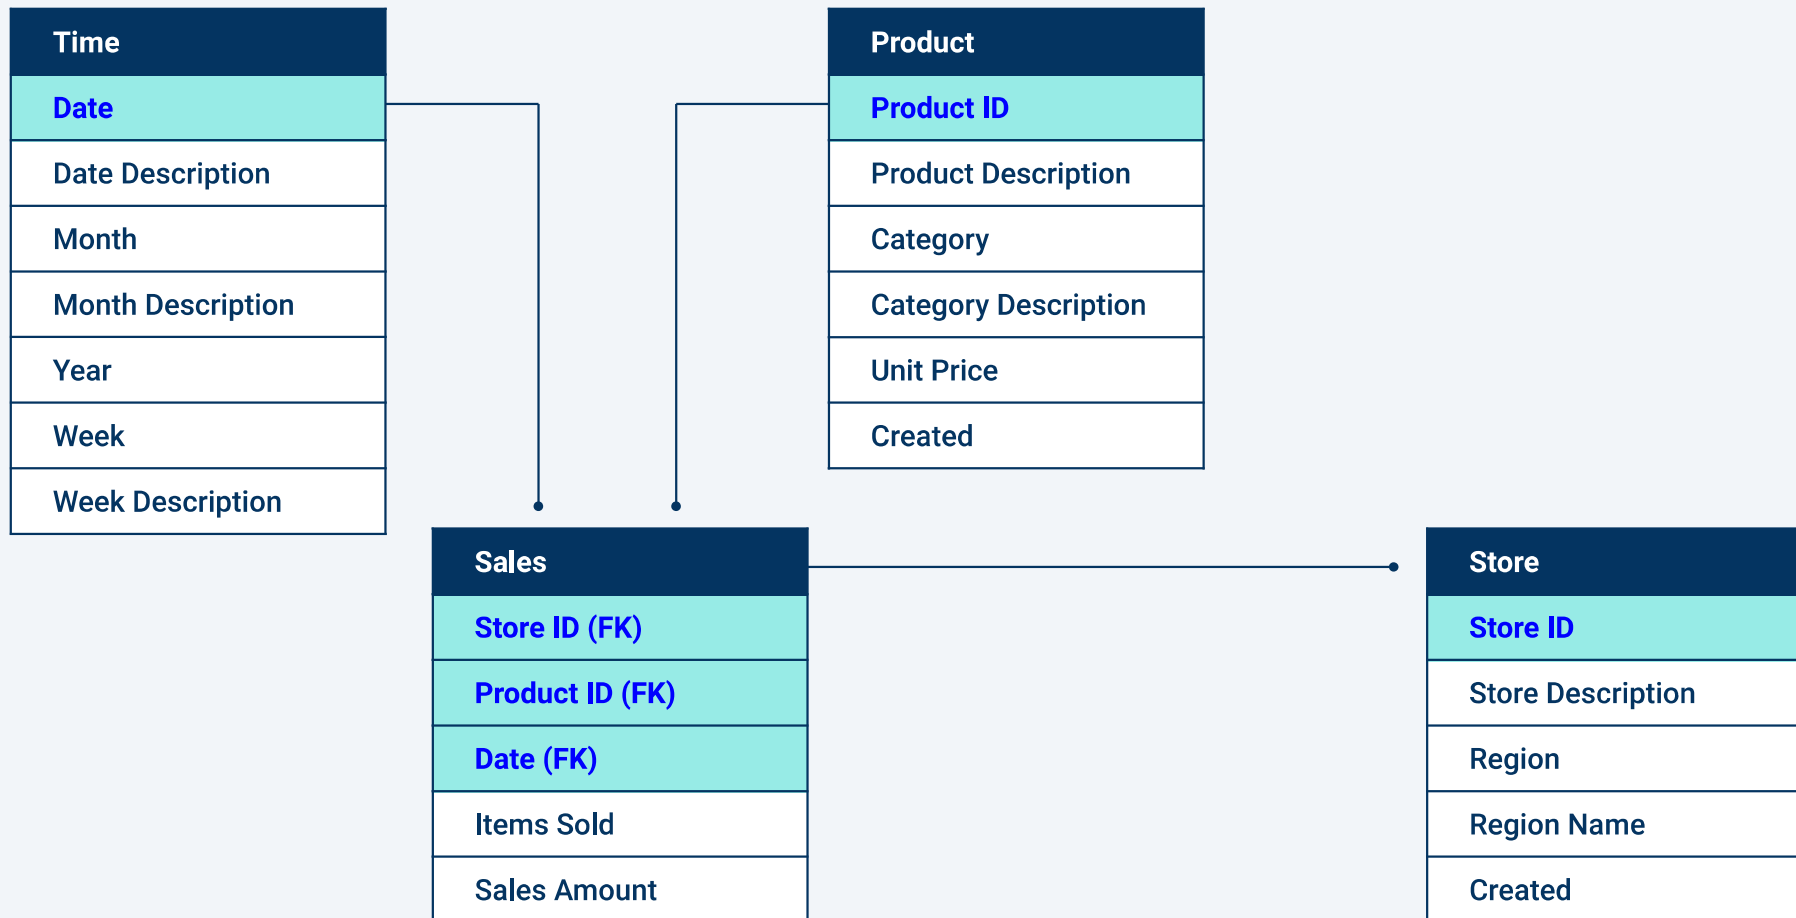 Time
Date
Date Description
Month
Month Description
Year
Week
Week Description
Product
Product ID
Product Description
Category
Category Description
Unit Price
Created
Sales
Store ID (FK)
Product ID (FK)
Date (FK)
Items Sold
Sales Amount
Store
Store ID
Store Description
Region
Region Name
Created